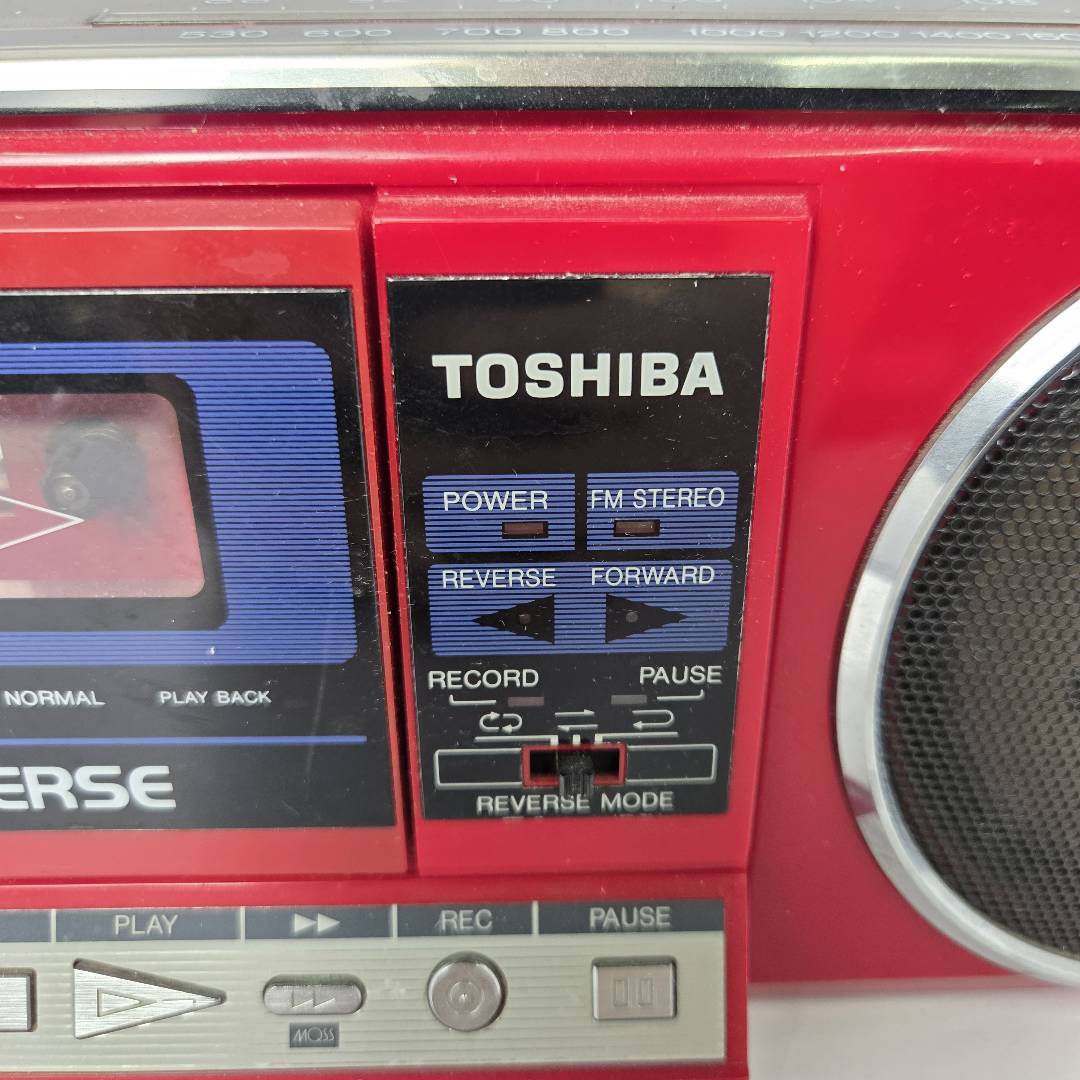 530 600 700 800 1000 1200 1400
TOSHIBA
POWER FM STEREO
REVERSE FORWARD
RECORD PAUSE
REVERSE MODE
NORMAL PLAY BACK
ERSE
PLAY REC PAUSE
MQSS